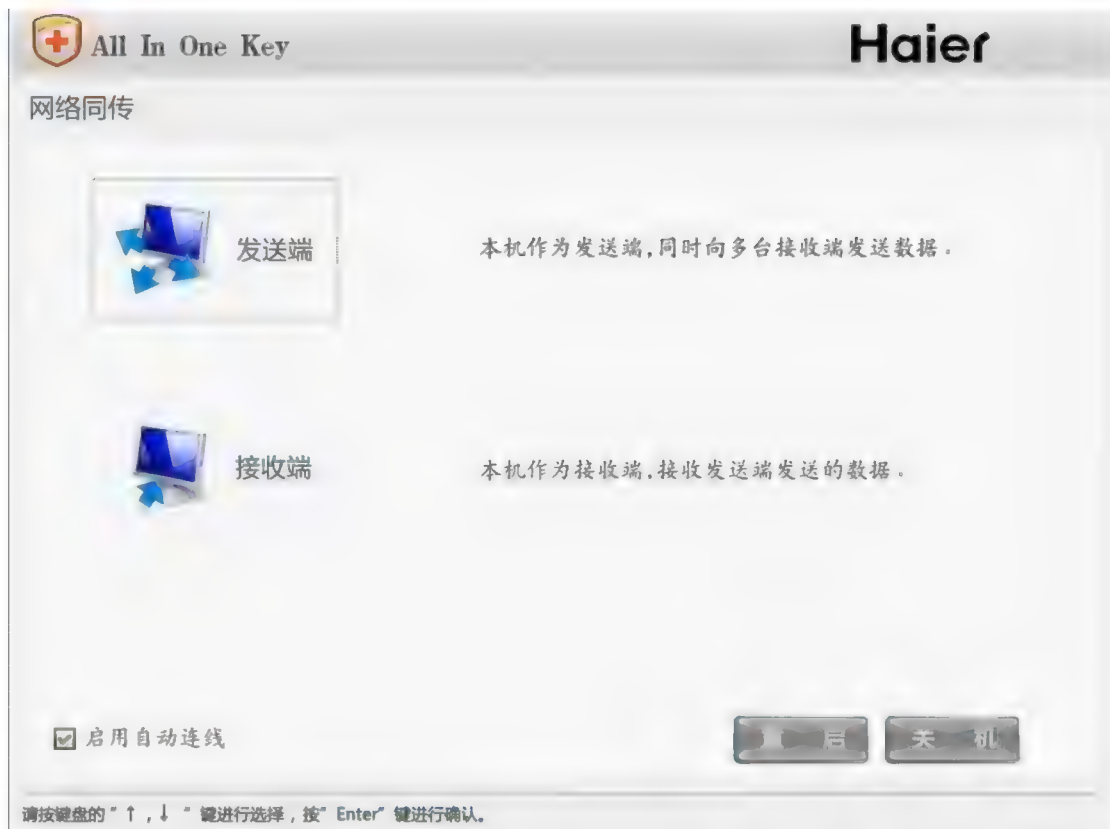 All In One Key
Haier
网络同传
发送端
本机作为发送端,同时向多台接收端发送数据。
接收端
本机作为接收端,接收发送端发送的数据。
启用自动连线
关 机
请按键盘的"↑,↓ "键进行选择,按"Enter"键进行确认。